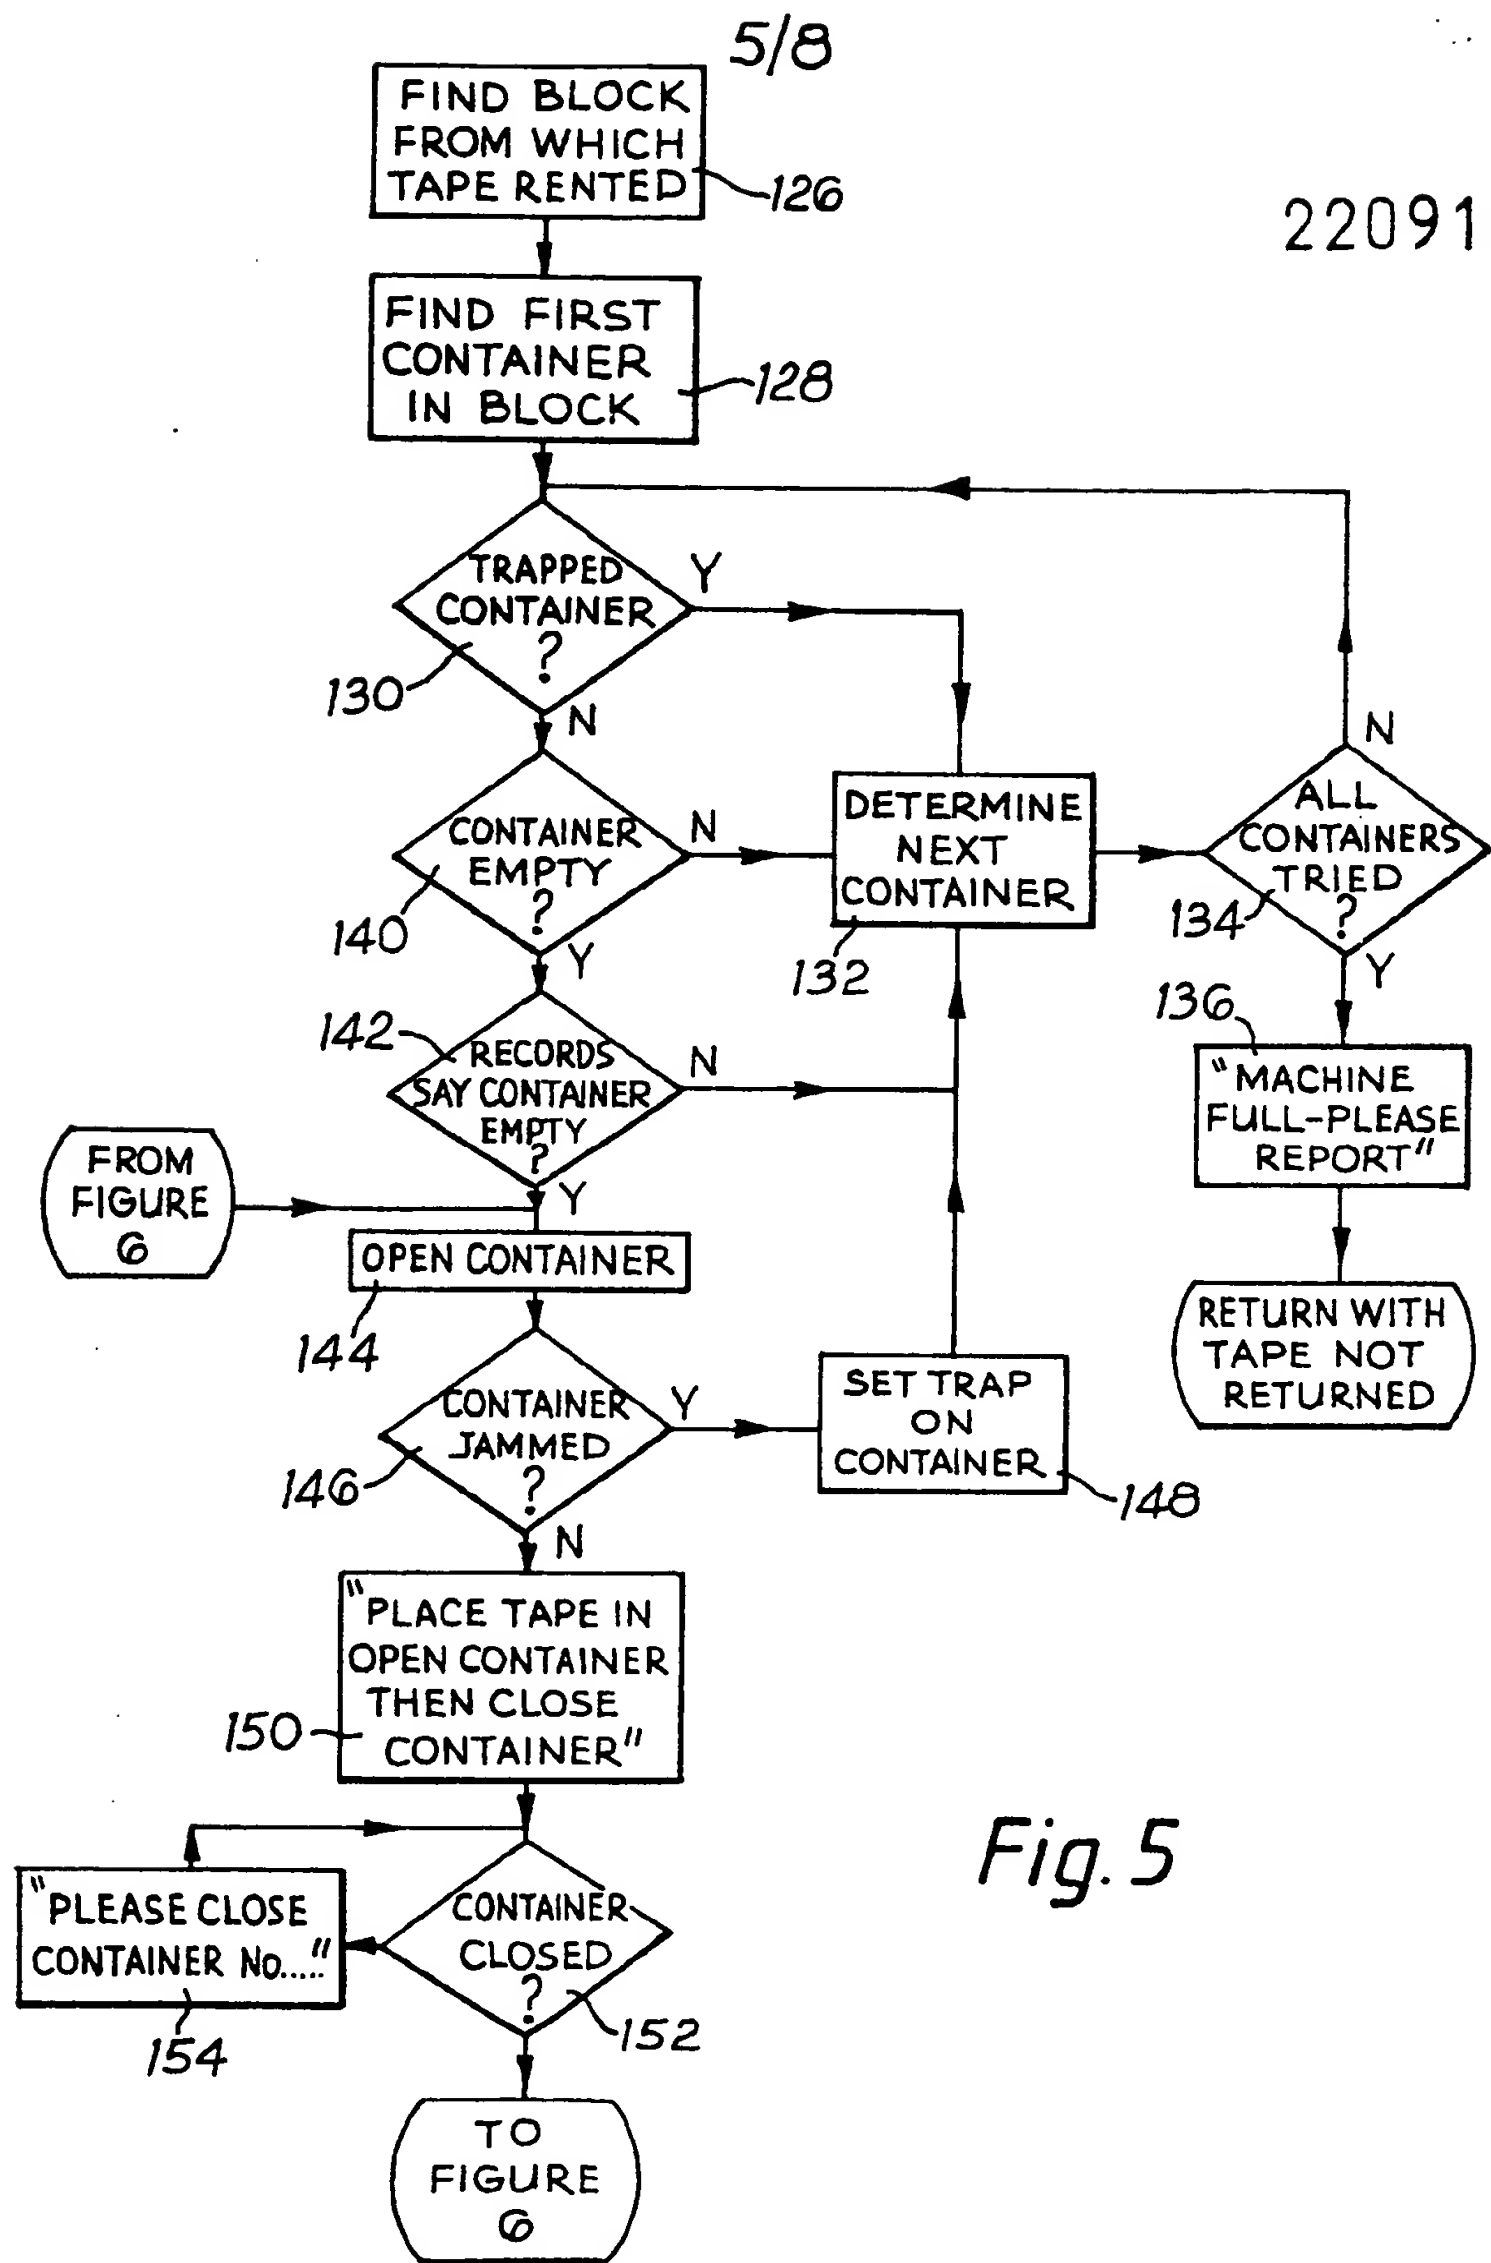 5/8
FIND BLOCK
FROM WHICH
TAPE RENTED
126
22091
FIND FIRST
CONTAINER
IN BLOCK
128
TRAPPED
CONTAINER
?
130
Y
N
CONTAINER
EMPTY
?
140
N
Y
DETERMINE
NEXT
CONTAINER
132
ALL
CONTAINERS
TRIED
?
134
N
Y
136
"MACHINE
FULL-PLEASE
REPORT"
RETURN WITH
TAPE NOT
RETURNED
142
RECORDS
SAY CONTAINER
EMPTY
?
N
Y
FROM
FIGURE
6
OPEN CONTAINER
144
CONTAINER
JAMMED
?
146
Y
N
SET TRAP
ON
CONTAINER
148
"PLACE TAPE IN
OPEN CONTAINER
THEN CLOSE
CONTAINER"
150
"PLEASE CLOSE
CONTAINER No....."
154
CONTAINER
CLOSED
?
152
TO
FIGURE
6
Fig. 5